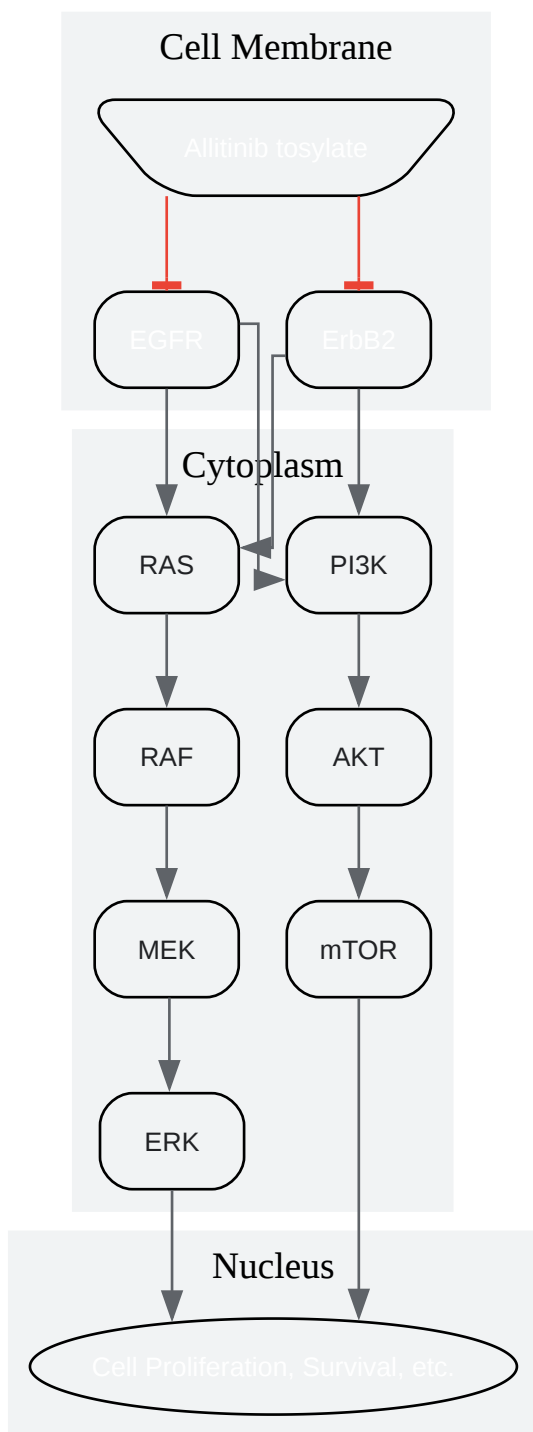 Cell Membrane
Allitinib tosylate
EGFR
ErbB2
Cytoplasm
RAS
PI3K
RAF
AKT
MEK
mTOR
ERK
Nucleus
Cell Proliferation, Survival, etc.